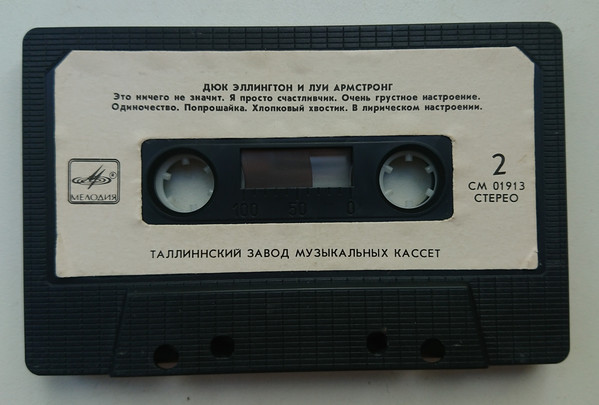 ДЮК ЭЛЛИНГТОН И ЛУИ АРМСТРОНГ
Это ничего не значит. Я просто счастливчик. Очень грустное настроение.
Одиночество. Попрошайка. Хлопковый хвостик. В лирическом настроении.
МЕЛОДИЯ
2
СМ 01913
СТЕРЕО
100 50 0
ТАЛЛИННСКИЙ ЗАВОД МУЗЫКАЛЬНЫХ КАССЕТ